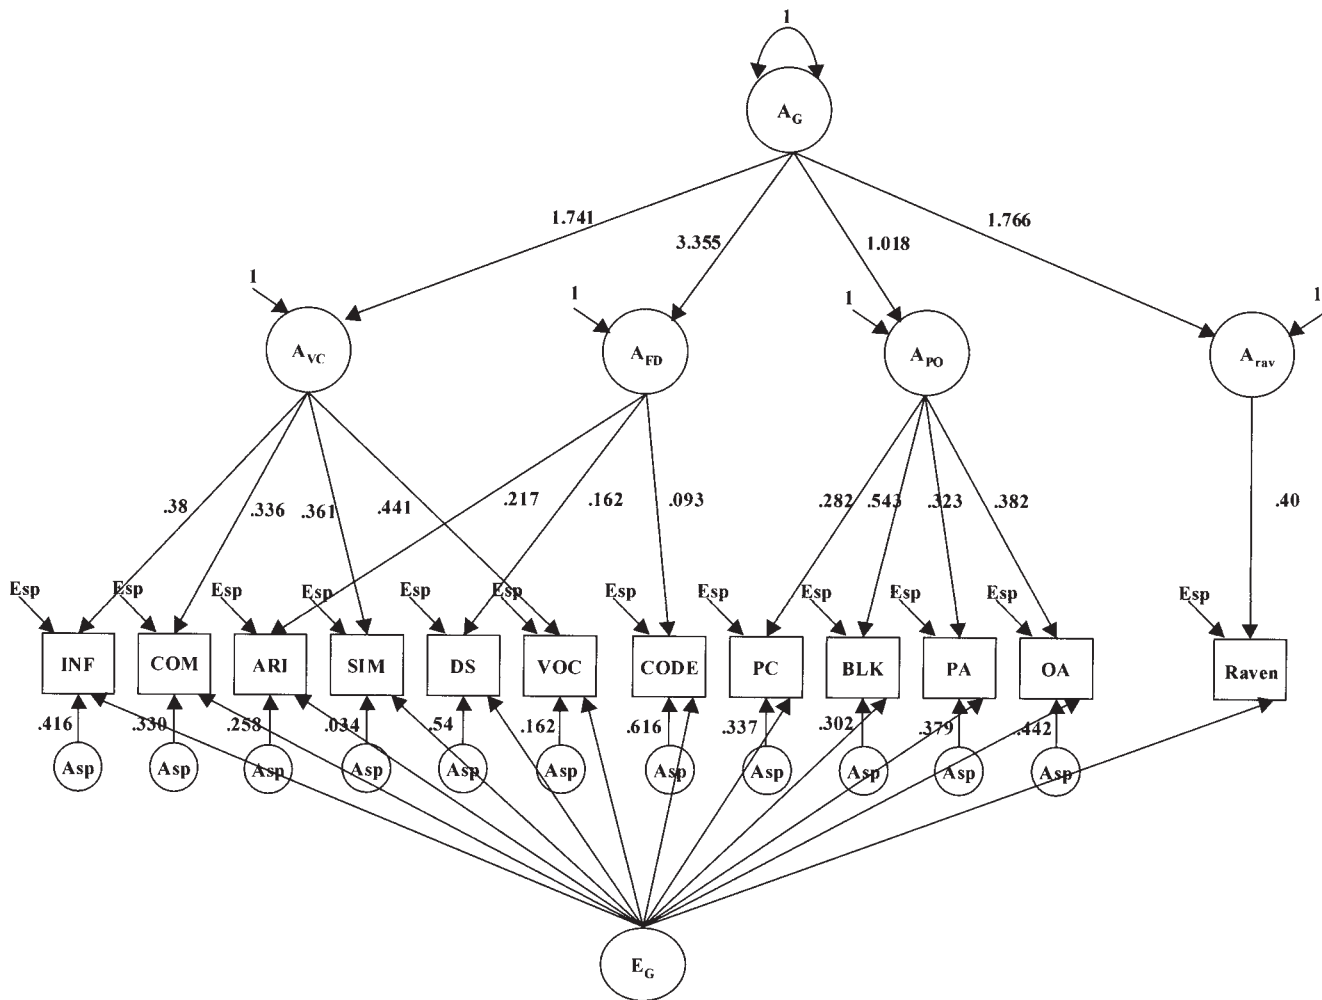 1
A_G
1.741
3.355
1.018
1.766
1
1
1
1
A_VC
A_FD
A_PO
A_rav
.38
.336
.361
.441
.217
.162
.093
.282
.543
.323
.382
.40
Esp
Esp
Esp
Esp
Esp
Esp
Esp
Esp
Esp
Esp
Esp
Esp
INF
COM
ARI
SIM
DS
VOC
CODE
PC
BLK
PA
OA
Raven
.416
.330
.258
.034
.54
.162
.616
.337
.302
.379
.442
Asp
Asp
Asp
Asp
Asp
Asp
Asp
Asp
Asp
Asp
Asp
E_G